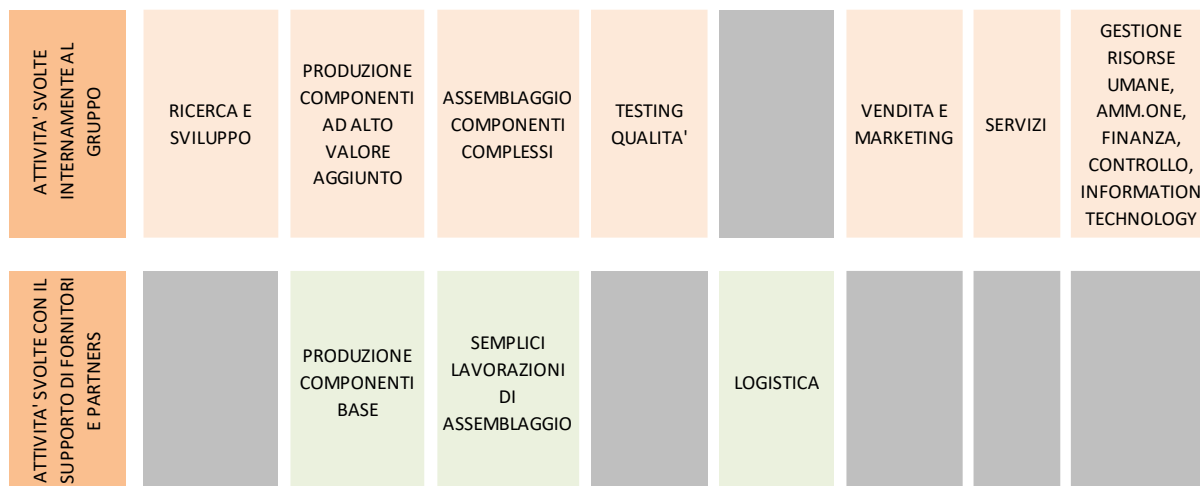 ATTIVITA' SVOLTE
INTERNAMENTE AL
GRUPPO
RICERCA E
SVILUPPO
PRODUZIONE
COMPONENTI
AD ALTO
VALORE
AGGIUNTO
ASSEMBLAGGIO
COMPONENTI
COMPLESSI
TESTING
QUALITA'
VENDITA E
MARKETING
SERVIZI
GESTIONE
RISORSE
UMANE,
AMM.ONE,
FINANZA,
CONTROLLO,
INFORMATION
TECHNOLOGY
ATTIVITA' SVOLTE CON IL
SUPPORTO DI FORNITORI
E PARTNERS
PRODUZIONE
COMPONENTI
BASE
SEMPLICI
LAVORAZIONI
DI
ASSEMBLAGGIO
LOGISTICA